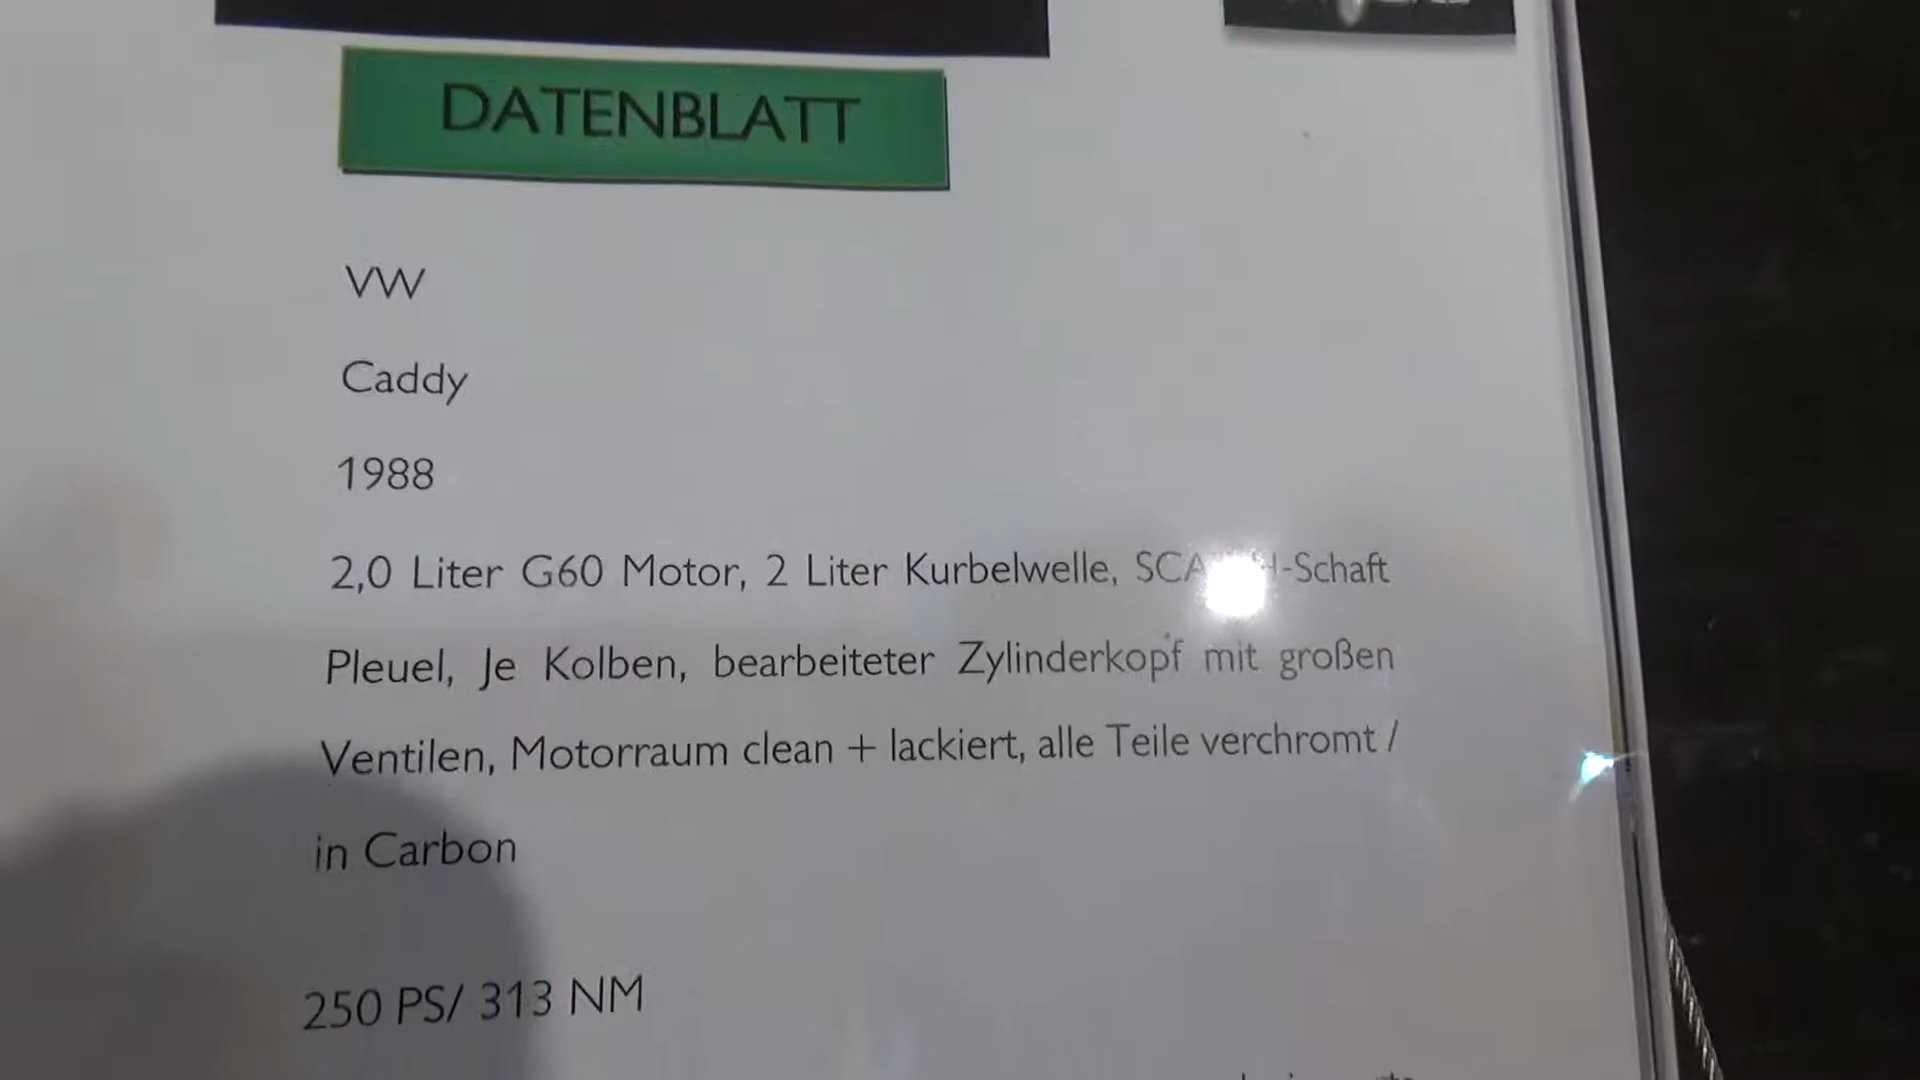 DATENBLATT
VW
Caddy
1988
2,0 Liter G60 Motor, 2 Liter Kurbelwelle,
Pleuel, Je Kolben, bearbeiteter Zylinderkopf mit großen
Ventilen, Motorraum clean + lackiert, alle Teile verchromt /
in Carbon
250 PS/ 313 NM